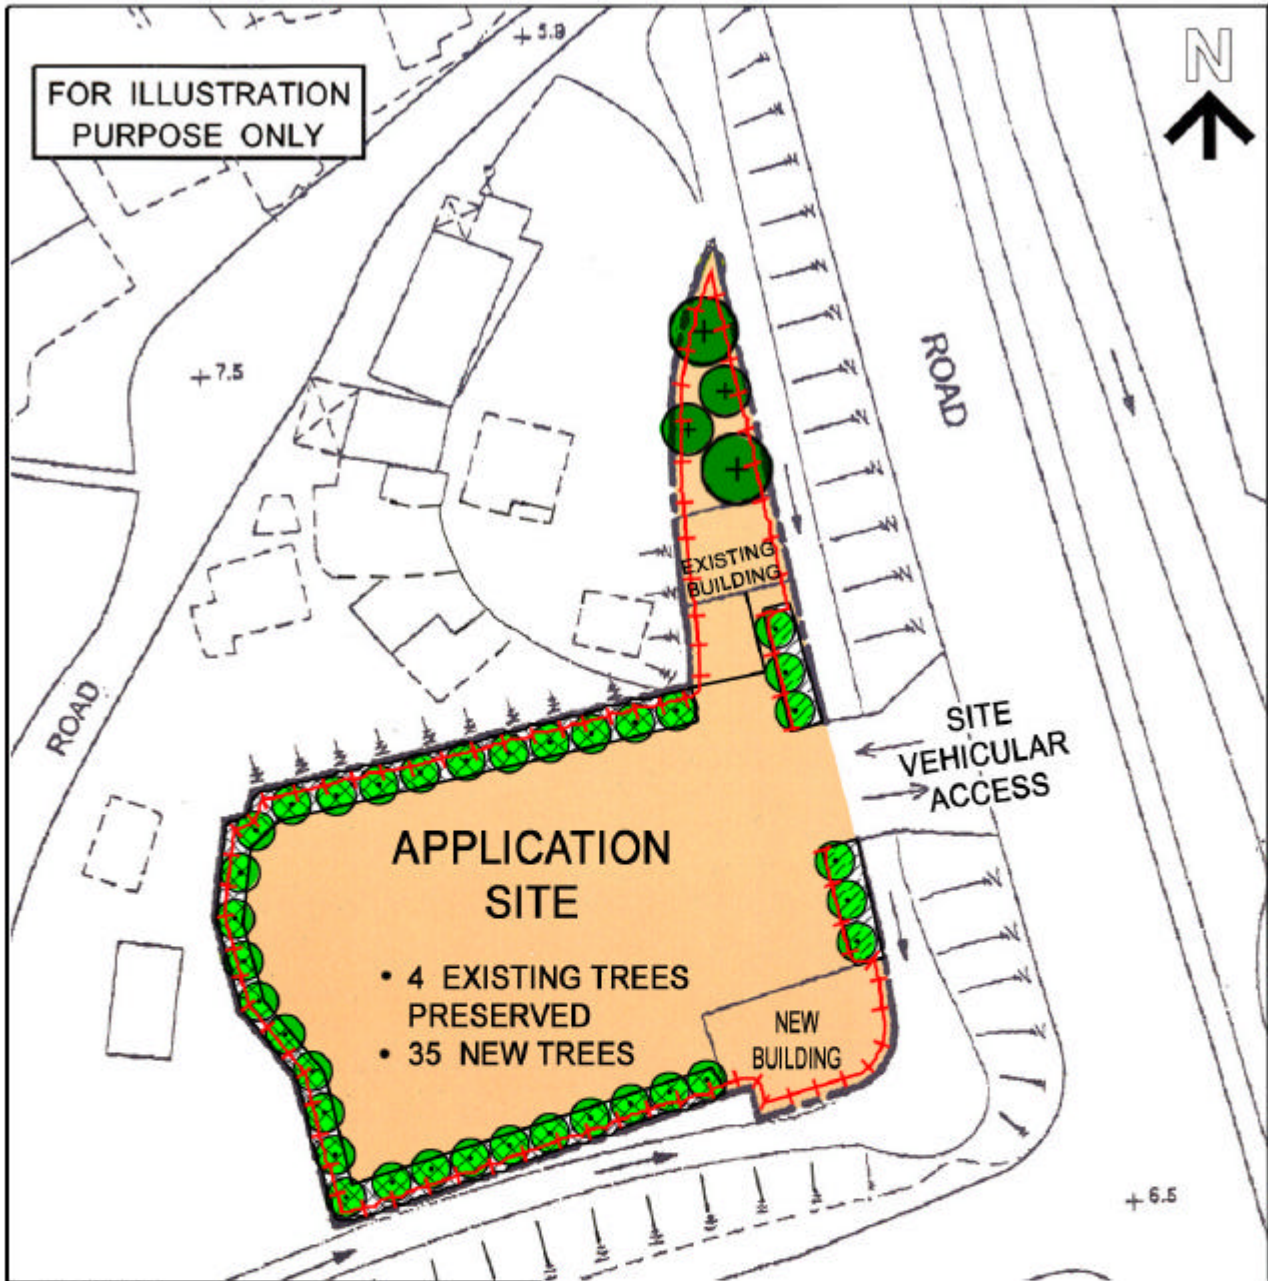 5.9
N
FOR ILLUSTRATION
PURPOSE ONLY
7.5
ROAD
EXISTING
BUILDING
ROAD
SITE
VEHICULAR
ACCESS
APPLICATION
SITE
• 4 EXISTING TREES
PRESERVED
• 35 NEW TREES
NEW
BUILDING
6.5